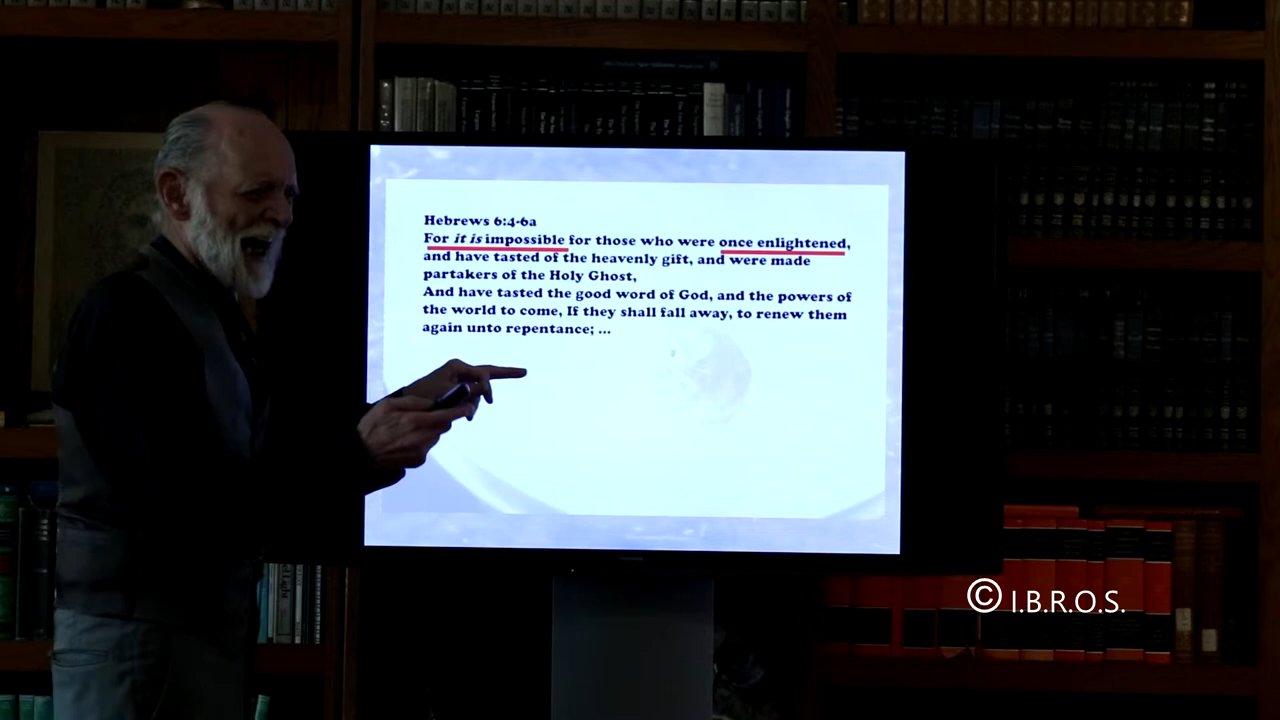 Hebrews 6:4-6a
For it is impossible for those who were once enlightened,
and have tasted of the heavenly gift, and were made
partakers of the Holy Ghost,
And have tasted the good word of God, and the powers of
the world to come, If they shall fall away, to renew them
again unto repentance; ...
© I.B.R.O.S.